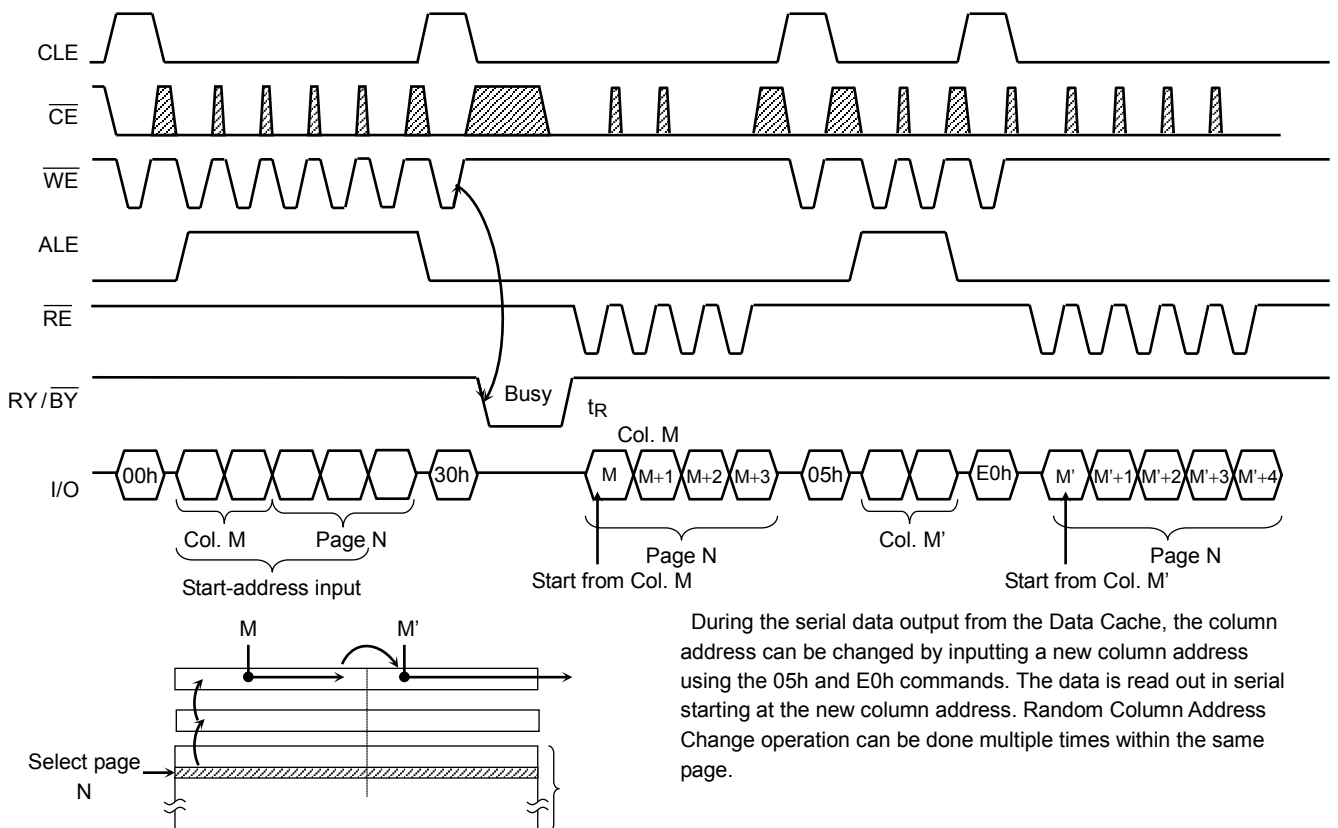 CLE
CE
WE
ALE
RE
RY / BY
Busy
tR
Col. M
I/O
00h
30h
M
M+1
M+2
M+3
05h
E0h
M'
M'+1
M'+2
M'+3
M'+4
Col. M
Page N
Page N
Col. M'
Page N
Start-address input
Start from Col. M
Start from Col. M'
M
M'
Select page
N
During the serial data output from the Data Cache, the column
address can be changed by inputting a new column address
using the 05h and E0h commands. The data is read out in serial
starting at the new column address. Random Column Address
Change operation can be done multiple times within the same
page.